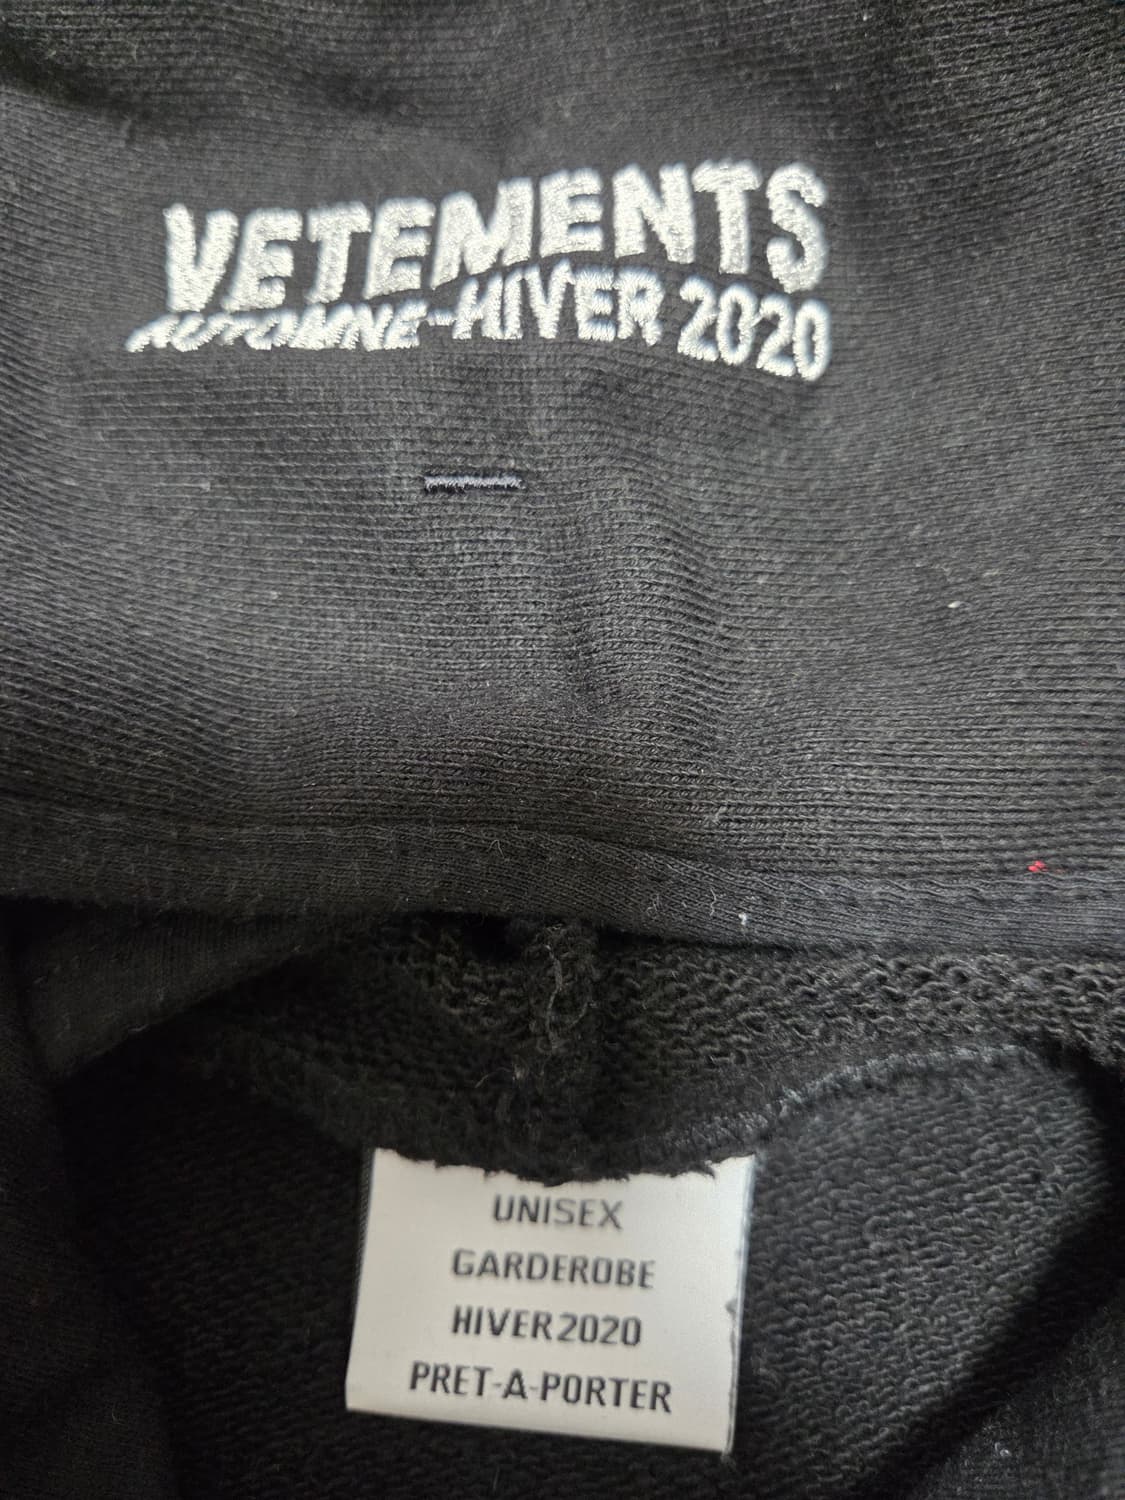 VETEMENTS
AUTOMNE-HIVER 2020
UNISEX
GARDEROBE
HIVER2020
PRET-A-PORTER